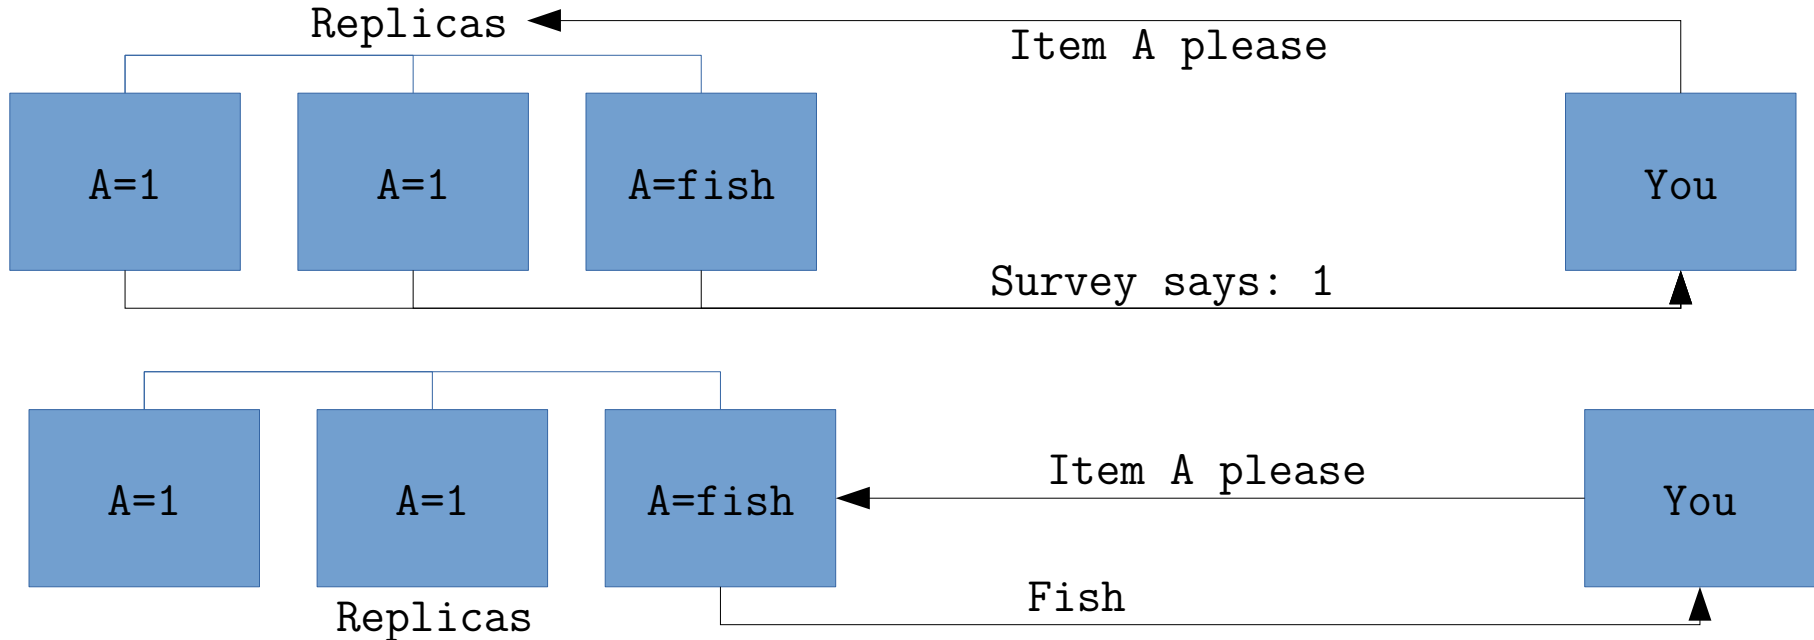 Replicas
Item A please
A=1
A=1
A=fish
You
Survey says: 1
Item A please
A=1
A=1
A=fish
You
Fish
Replicas